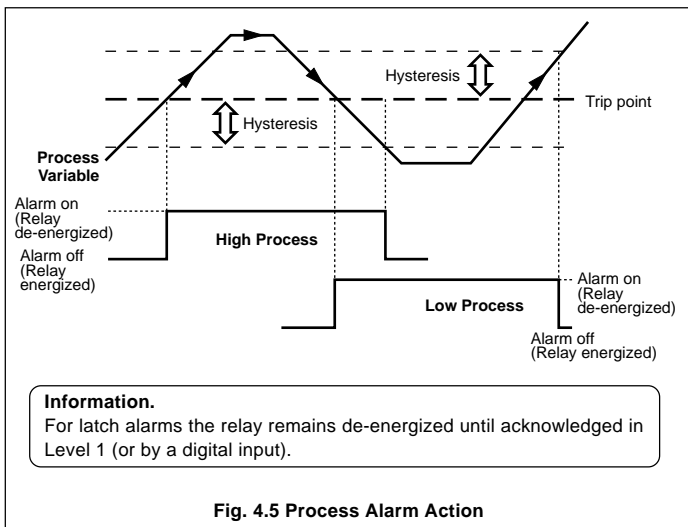 Hysteresis
Trip point
Hysteresis
Process
Variable
Alarm on
(Relay
de-energized)
High Process
Alarm off
(Relay
energized)
Alarm on
(Relay
de-energized)
Low Process
Alarm off
(Relay energized)
Information.
For latch alarms the relay remains de-energized until acknowledged in
Level 1 (or by a digital input).
Fig. 4.5 Process Alarm Action